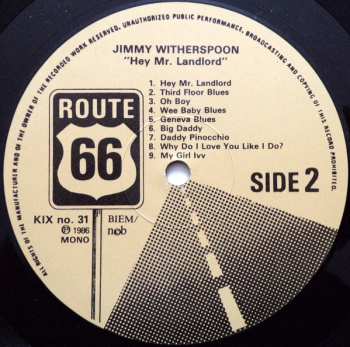 ALL RIGHTS OF THE MANUFACTURER AND OF THE OWNER OF THE RECORDED WORK RESERVED. UNAUTHORIZED PUBLIC PERFORMANCE, BROADCASTING AND COPYING OF THIS RECORD PROHIBITED.
JIMMY WITHERSPOON
"Hey Mr. Landlord"
1. Hey Mr. Landlord
2. Third Floor Blues
3. Oh Boy
4. Wee Baby Blues
5. Geneva Blues
6. Big Daddy
7. Daddy Pinocchio
8. Why Do I Love You Like I Do?
9. My Girl Ivv
ROUTE
66
SIDE 2
KIX no. 31
℗ 1986
MONO
BIEM/
n©b